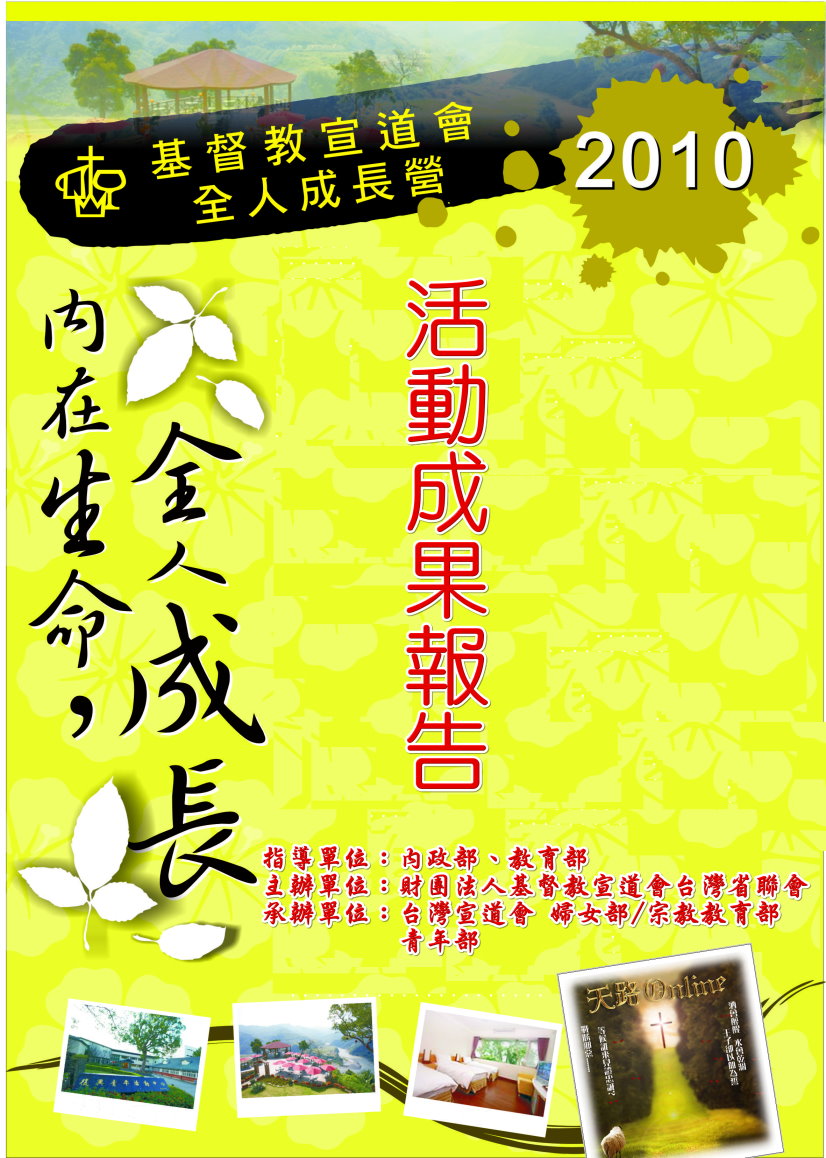 基督教宣道會
全人成長營
2010
內在生命，
全人成長
活動成果報告
指導單位：內政部、教育部
主辦單位：財團法人基督教宣道會台灣省聯會
承辦單位：台灣宣道會 婦女部/宗教教育部
青年部
天路Online